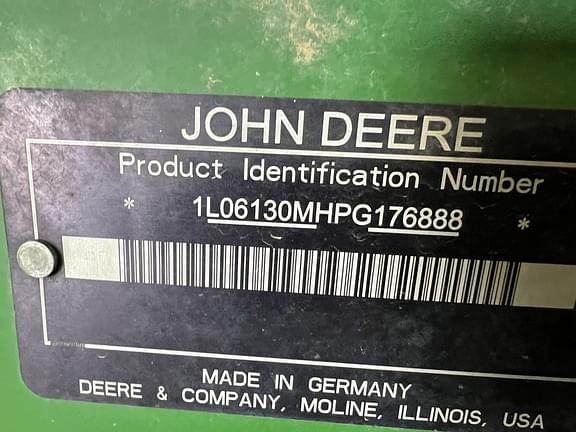 JOHN DEERE
Product Identification Number
* 1L06130MHPG176888 *
MADE IN GERMANY
DEERE & COMPANY, MOLINE, ILLINOIS, USA